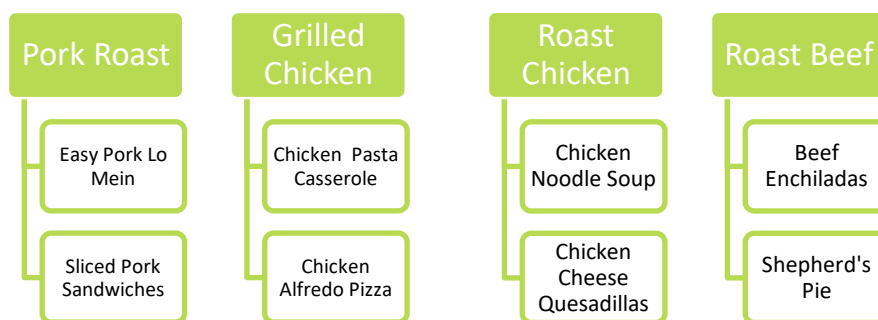 Pork Roast
Easy Pork Lo
Mein
Sliced Pork
Sandwiches
Grilled
Chicken
Chicken Pasta
Casserole
Chicken
Alfredo Pizza
Roast
Chicken
Chicken
Noodle Soup
Chicken
Cheese
Quesadillas
Roast Beef
Beef
Enchiladas
Shepherd's
Pie